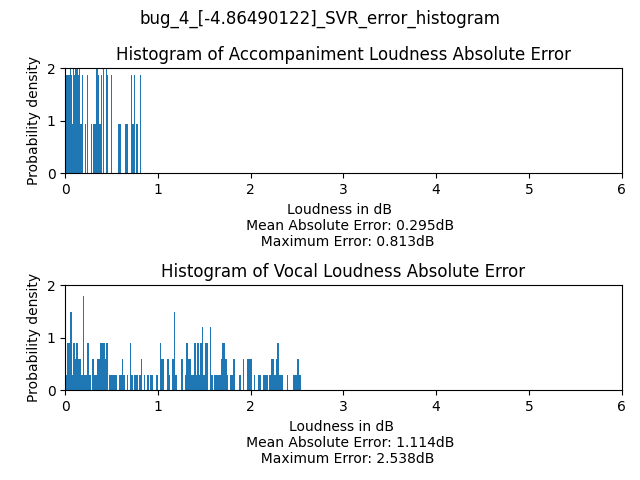 bug_4_[-4.86490122]_SVR_error_histogram
Histogram of Accompaniment Loudness Absolute Error
Probability density
2
1
0
0 1 2 3 4 5 6
Loudness in dB
Mean Absolute Error: 0.295dB
Maximum Error: 0.813dB
Histogram of Vocal Loudness Absolute Error
Probability density
2
1
0
0 1 2 3 4 5 6
Loudness in dB
Mean Absolute Error: 1.114dB
Maximum Error: 2.538dB